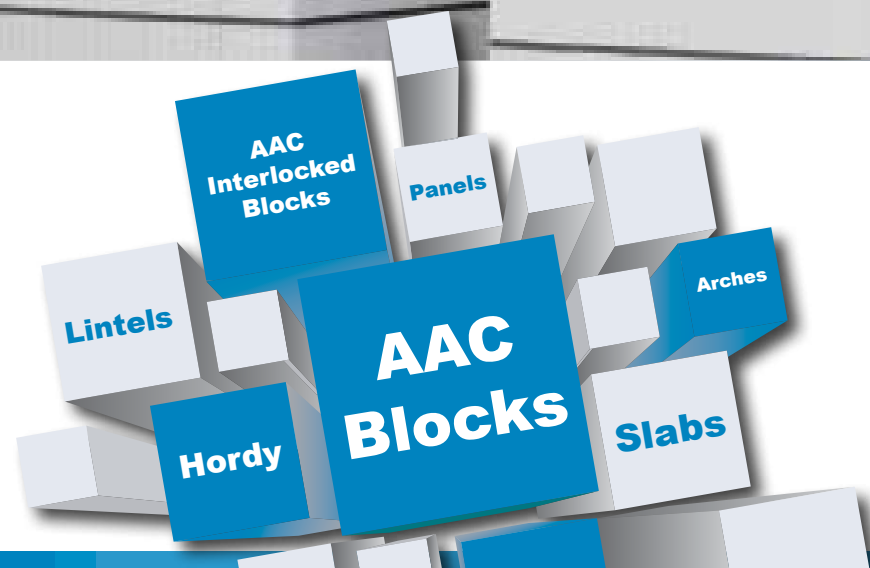 AAC
Interlocked
Blocks
Panels
Arches
Lintels
AAC
Blocks
Slabs
Hordy